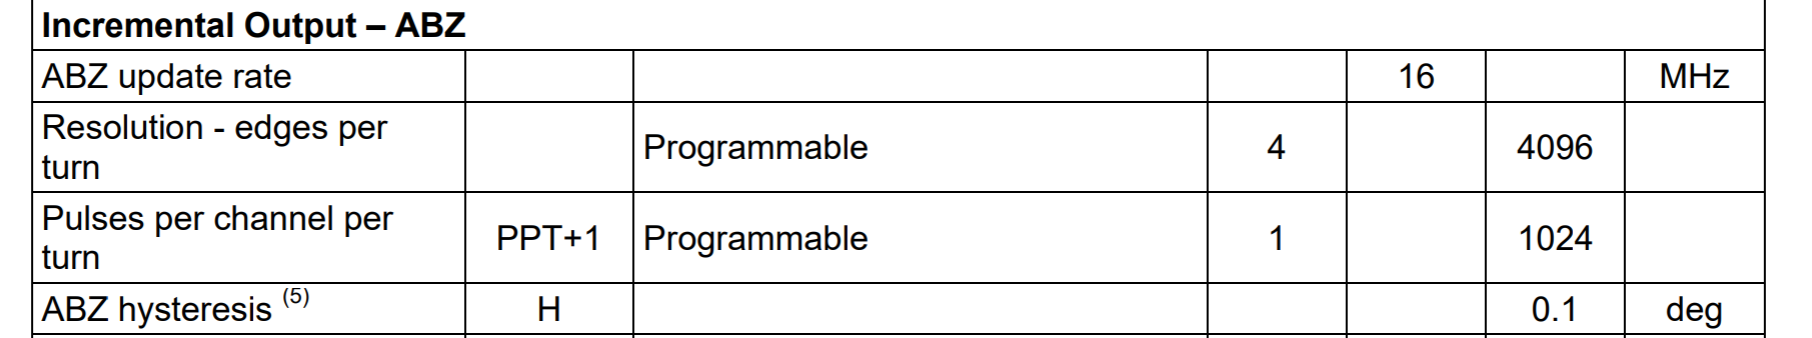 Incremental Output – ABZ
ABZ update rate 16 MHz
Resolution - edges per
turn Programmable 4 4096
Pulses per channel per
turn PPT+1 Programmable 1 1024
ABZ hysteresis (5) H 0.1 deg